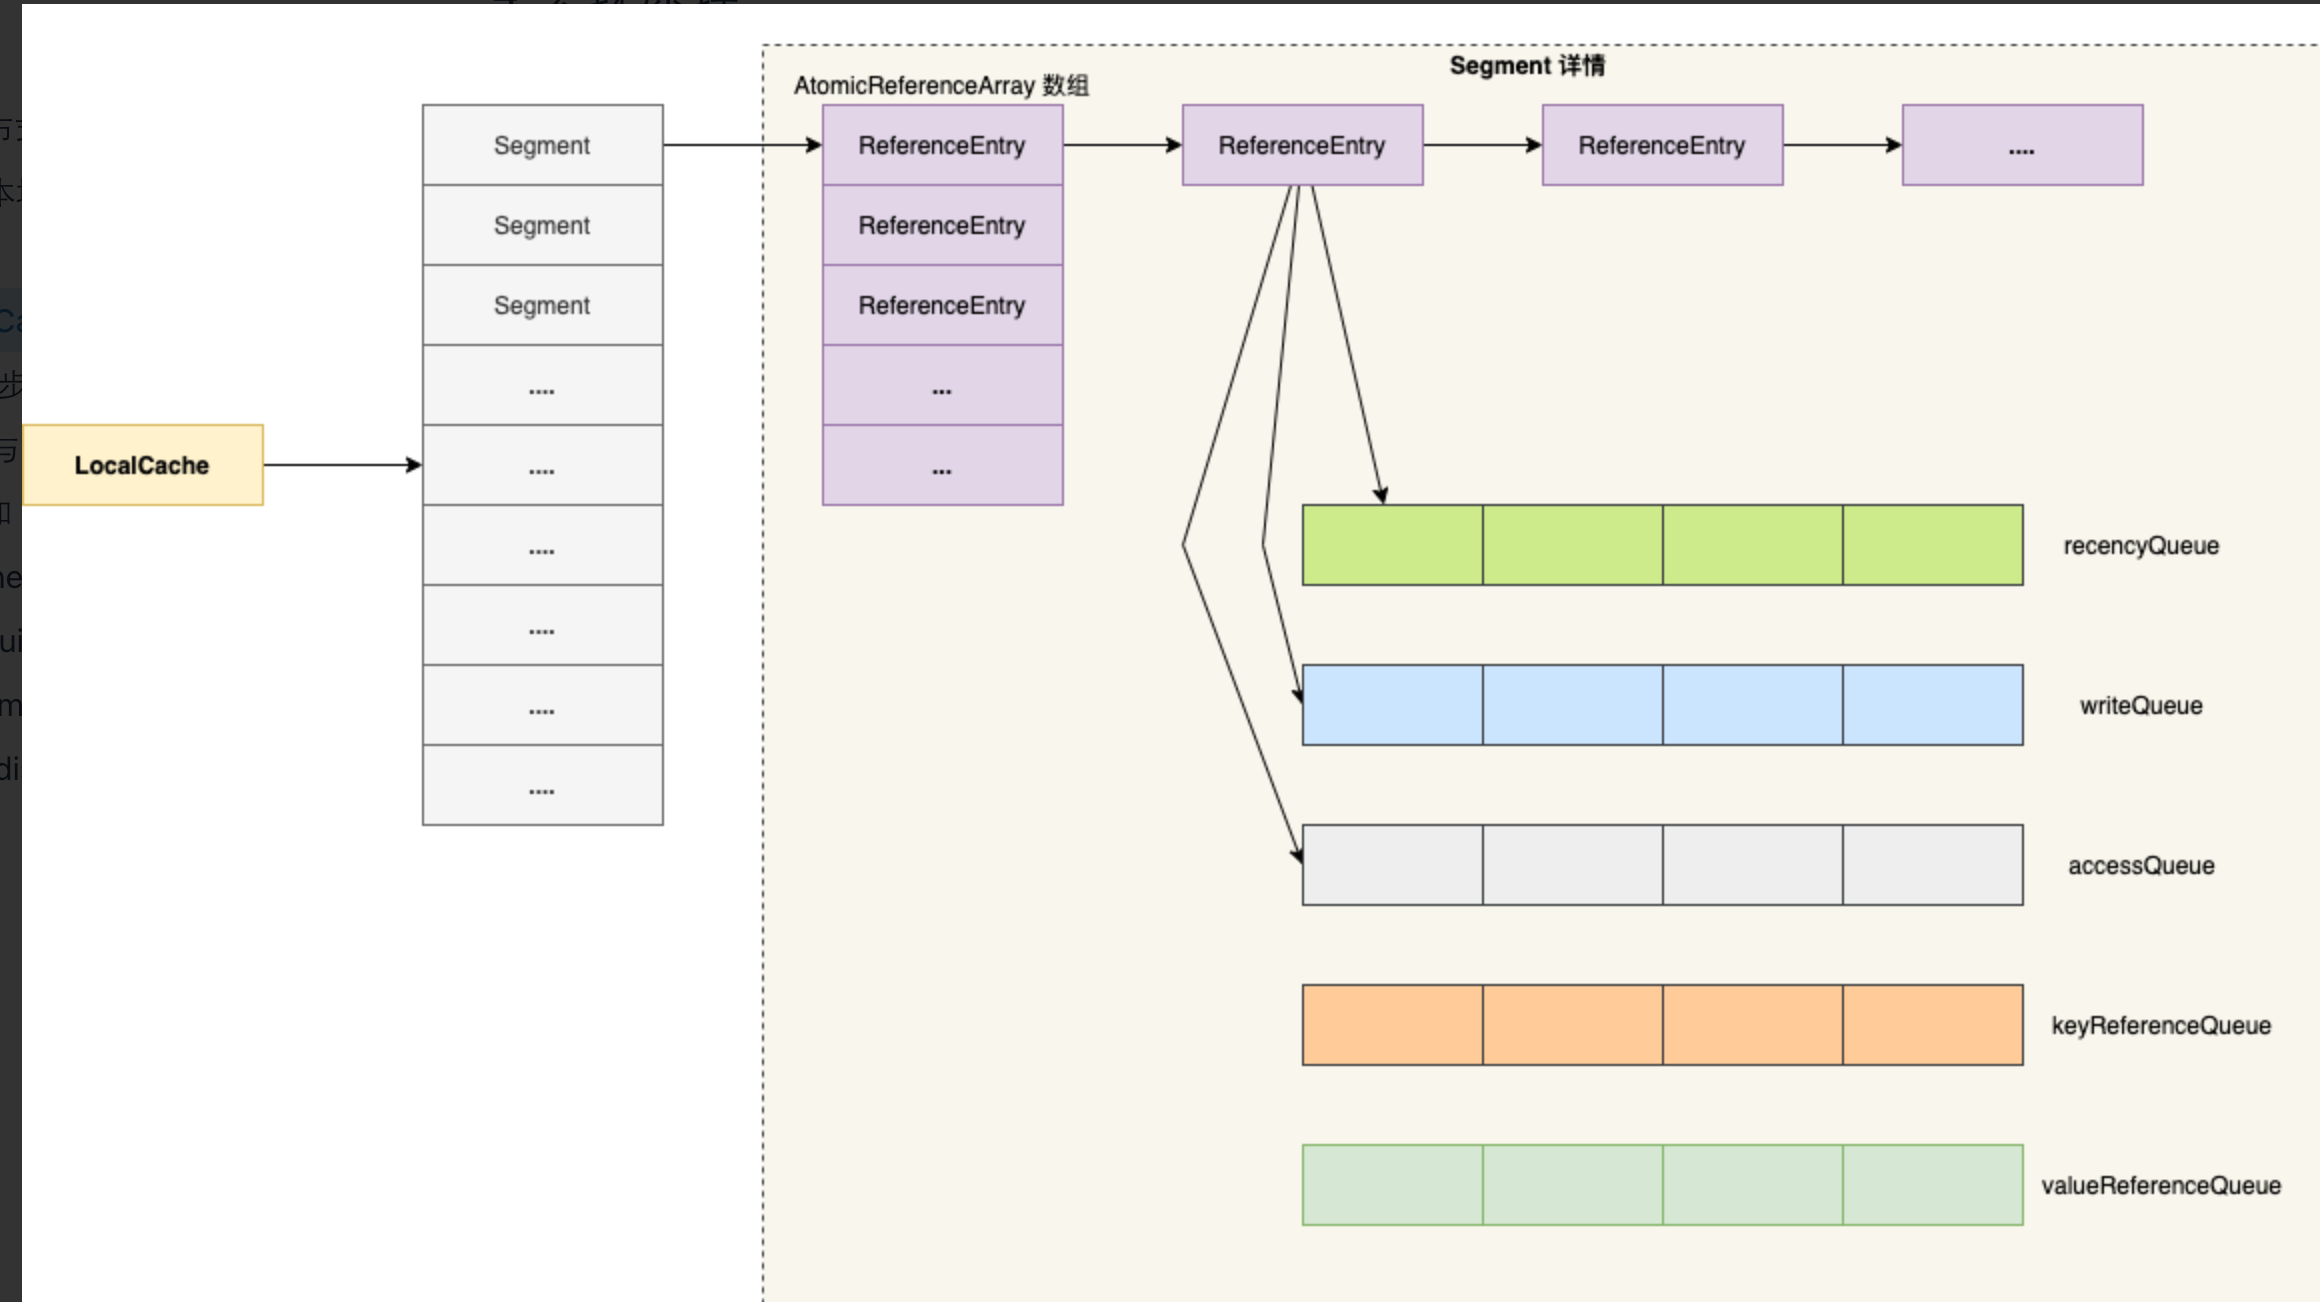 Segment 详情
AtomicReferenceArray 数组
Segment
ReferenceEntry
ReferenceEntry
ReferenceEntry
....
Segment
ReferenceEntry
Segment
ReferenceEntry
....
...
LocalCache
....
...
....
....
....
....
recencyQueue
writeQueue
accessQueue
keyReferenceQueue
valueReferenceQueue